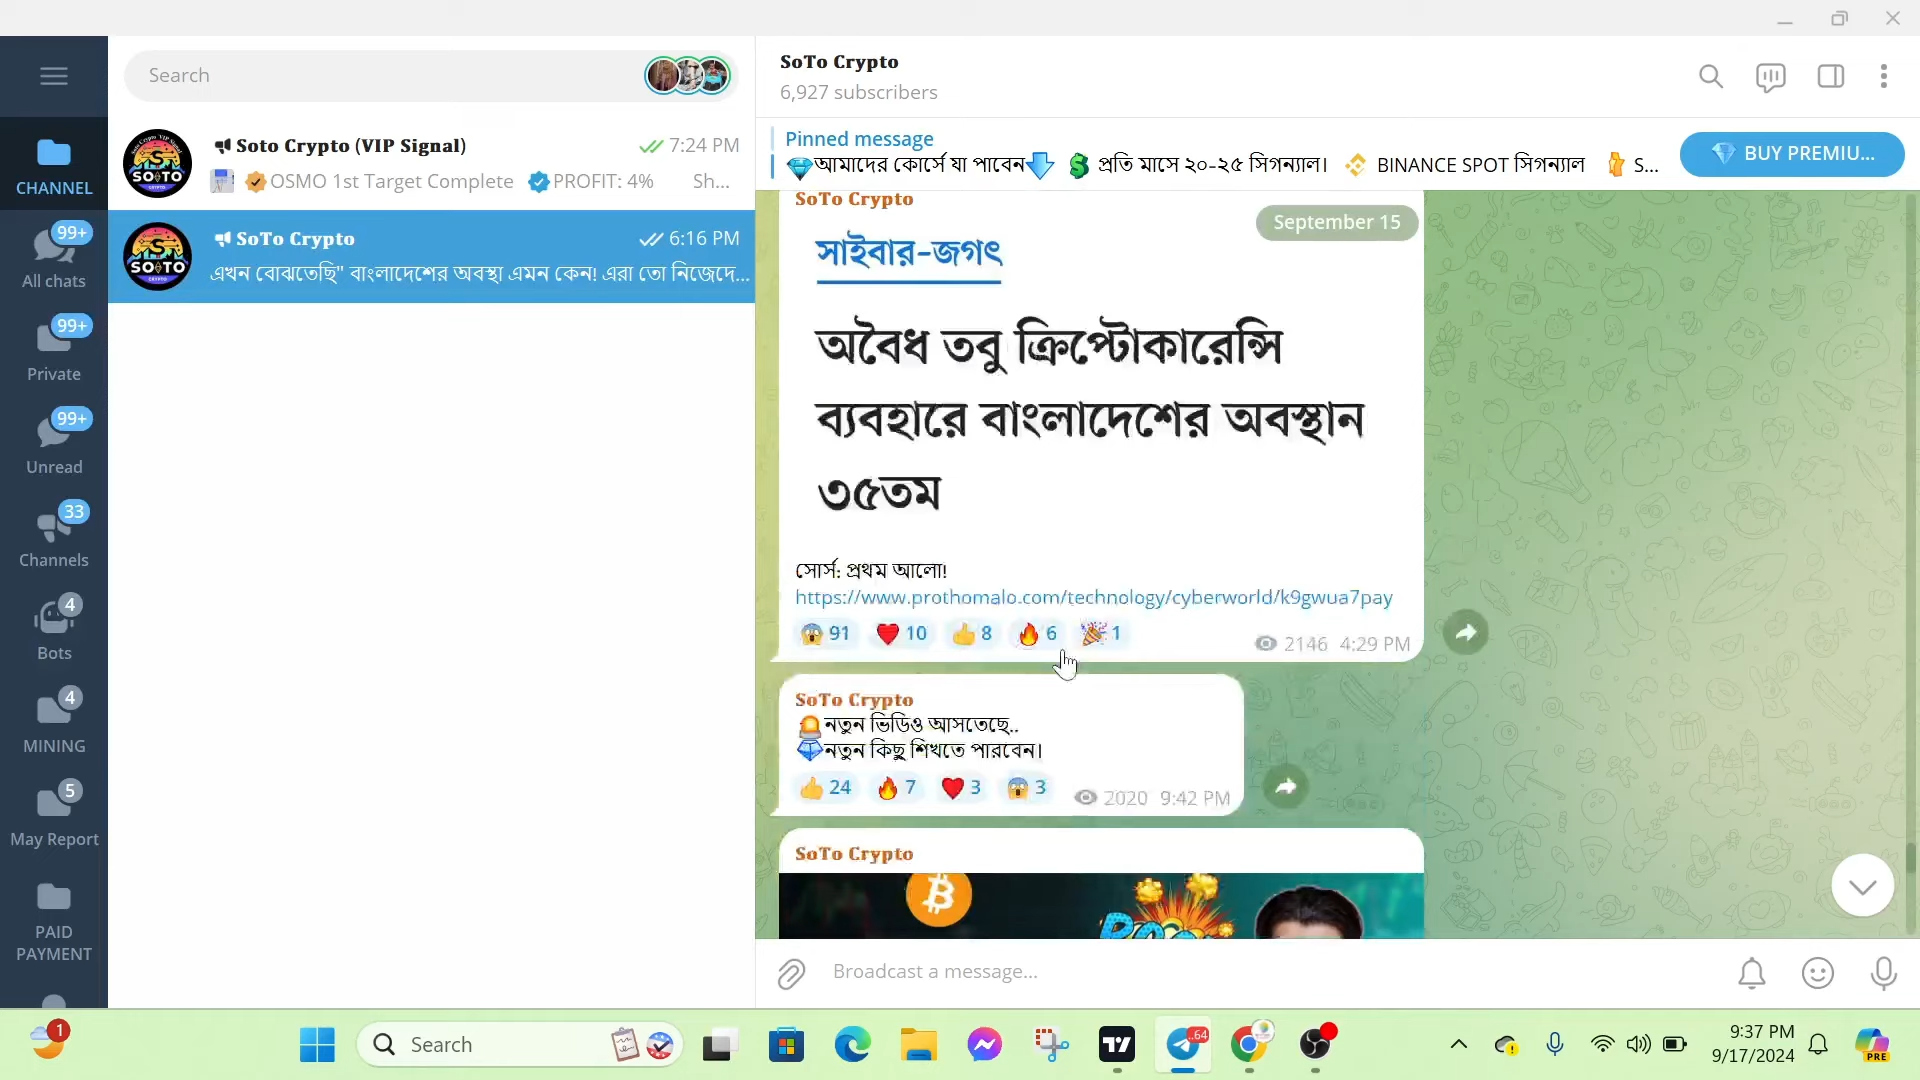 Search
CHANNEL
99+
All chats
99+
Private
99+
Unread
33
Channels
4
Bots
4
MINING
5
May Report
PAID
PAYMENT
Soto Crypto (VIP Signal)
7:24 PM
OSMO 1st Target Complete PROFIT: 4% Sh...
SoTo Crypto
6:16 PM
এখন বোঝতেছি" বাংলাদেশের অবস্থা এমন কেন! এরা তো নিজেদে...
SoTo Crypto
6,927 subscribers
Pinned message
💎আমাদের কোর্সে যা পাবেন প্রতি মাসে ২০-২৫ সিগন্যাল। BINANCE SPOT সিগন্যাল S...
💎 BUY PREMIU...
SoTo Crypto
September 15
সাইবার-জগৎ
অবৈধ তবু ক্রিপ্টোকারেন্সি
ব্যবহারে বাংলাদেশের অবস্থান
৩৫তম
সোর্স: প্রথম আলো!
https://www.prothomalo.com/technology/cyberworld/k9gwua7pay
😱 91 ❤️ 10 👍 8 🔥 6 🎉 1
2146 4:29 PM
SoTo Crypto
🚨নতুন ভিডিও আসতেছে..
💎নতুন কিছু শিখতে পারবেন।
👍 24 🔥 7 ❤️ 3 😱 3
2020 9:42 PM
SoTo Crypto
Broadcast a message...
1
Search
.64
9:37 PM
9/17/2024
PRE